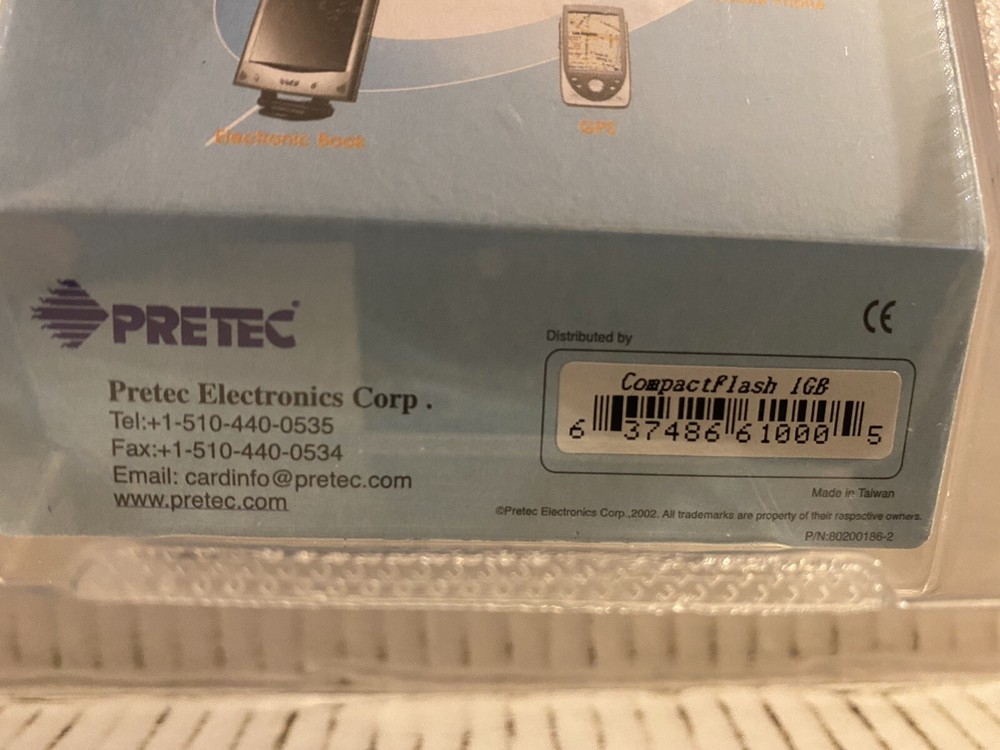 Phone
Electronic Book
GPS
PRETEC
Pretec Electronics Corp .
Tel:+1-510-440-0535
Fax:+1-510-440-0534
Email: cardinfo@pretec.com
www.pretec.com
CE
Distributed by
CompactFlash 1GB
6 37486 61000 5
Made in Taiwan
©Pretec Electronics Corp.,2002. All trademarks are property of their raspsctive owners.
P/N:80200186-2